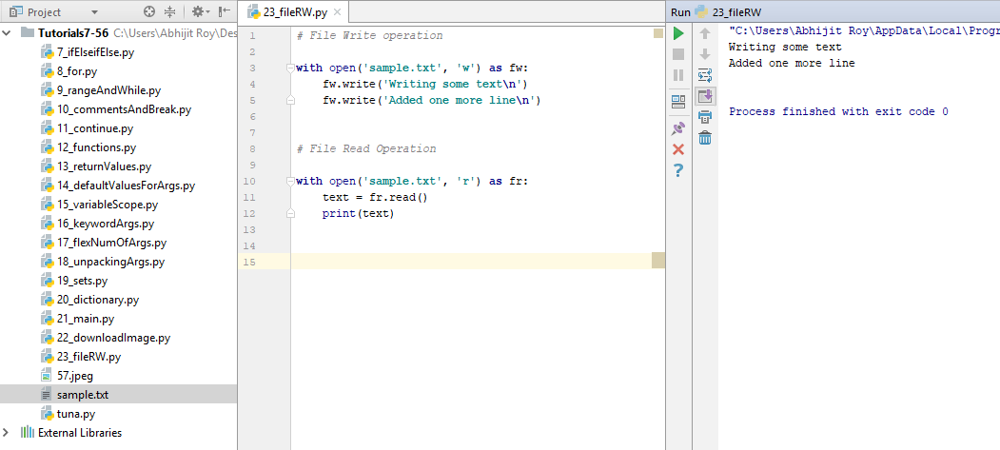 Project
Tutorials7-56 C:\Users\Abhijit Roy\Des
7_ifElseifElse.py
8_for.py
9_rangeAndWhile.py
10_commentsAndBreak.py
11_continue.py
12_functions.py
13_returnValues.py
14_defaultValuesForArgs.py
15_variableScope.py
16_keywordArgs.py
17_flexNumOfArgs.py
18_unpackingArgs.py
19_sets.py
20_dictionary.py
21_main.py
22_downloadImage.py
23_fileRW.py
57.jpeg
sample.txt
tuna.py
External Libraries
23_fileRW.py
1 # File Write operation
2
3 with open('sample.txt', 'w') as fw:
4 fw.write('Writing some text\n')
5 fw.write('Added one more line\n')
6
7
8 # File Read Operation
9
10 with open('sample.txt', 'r') as fr:
11 text = fr.read()
12 print(text)
13
14
15
Run 23_fileRW
"C:\Users\Abhijit Roy\AppData\Local\Progr
Writing some text
Added one more line
Process finished with exit code 0